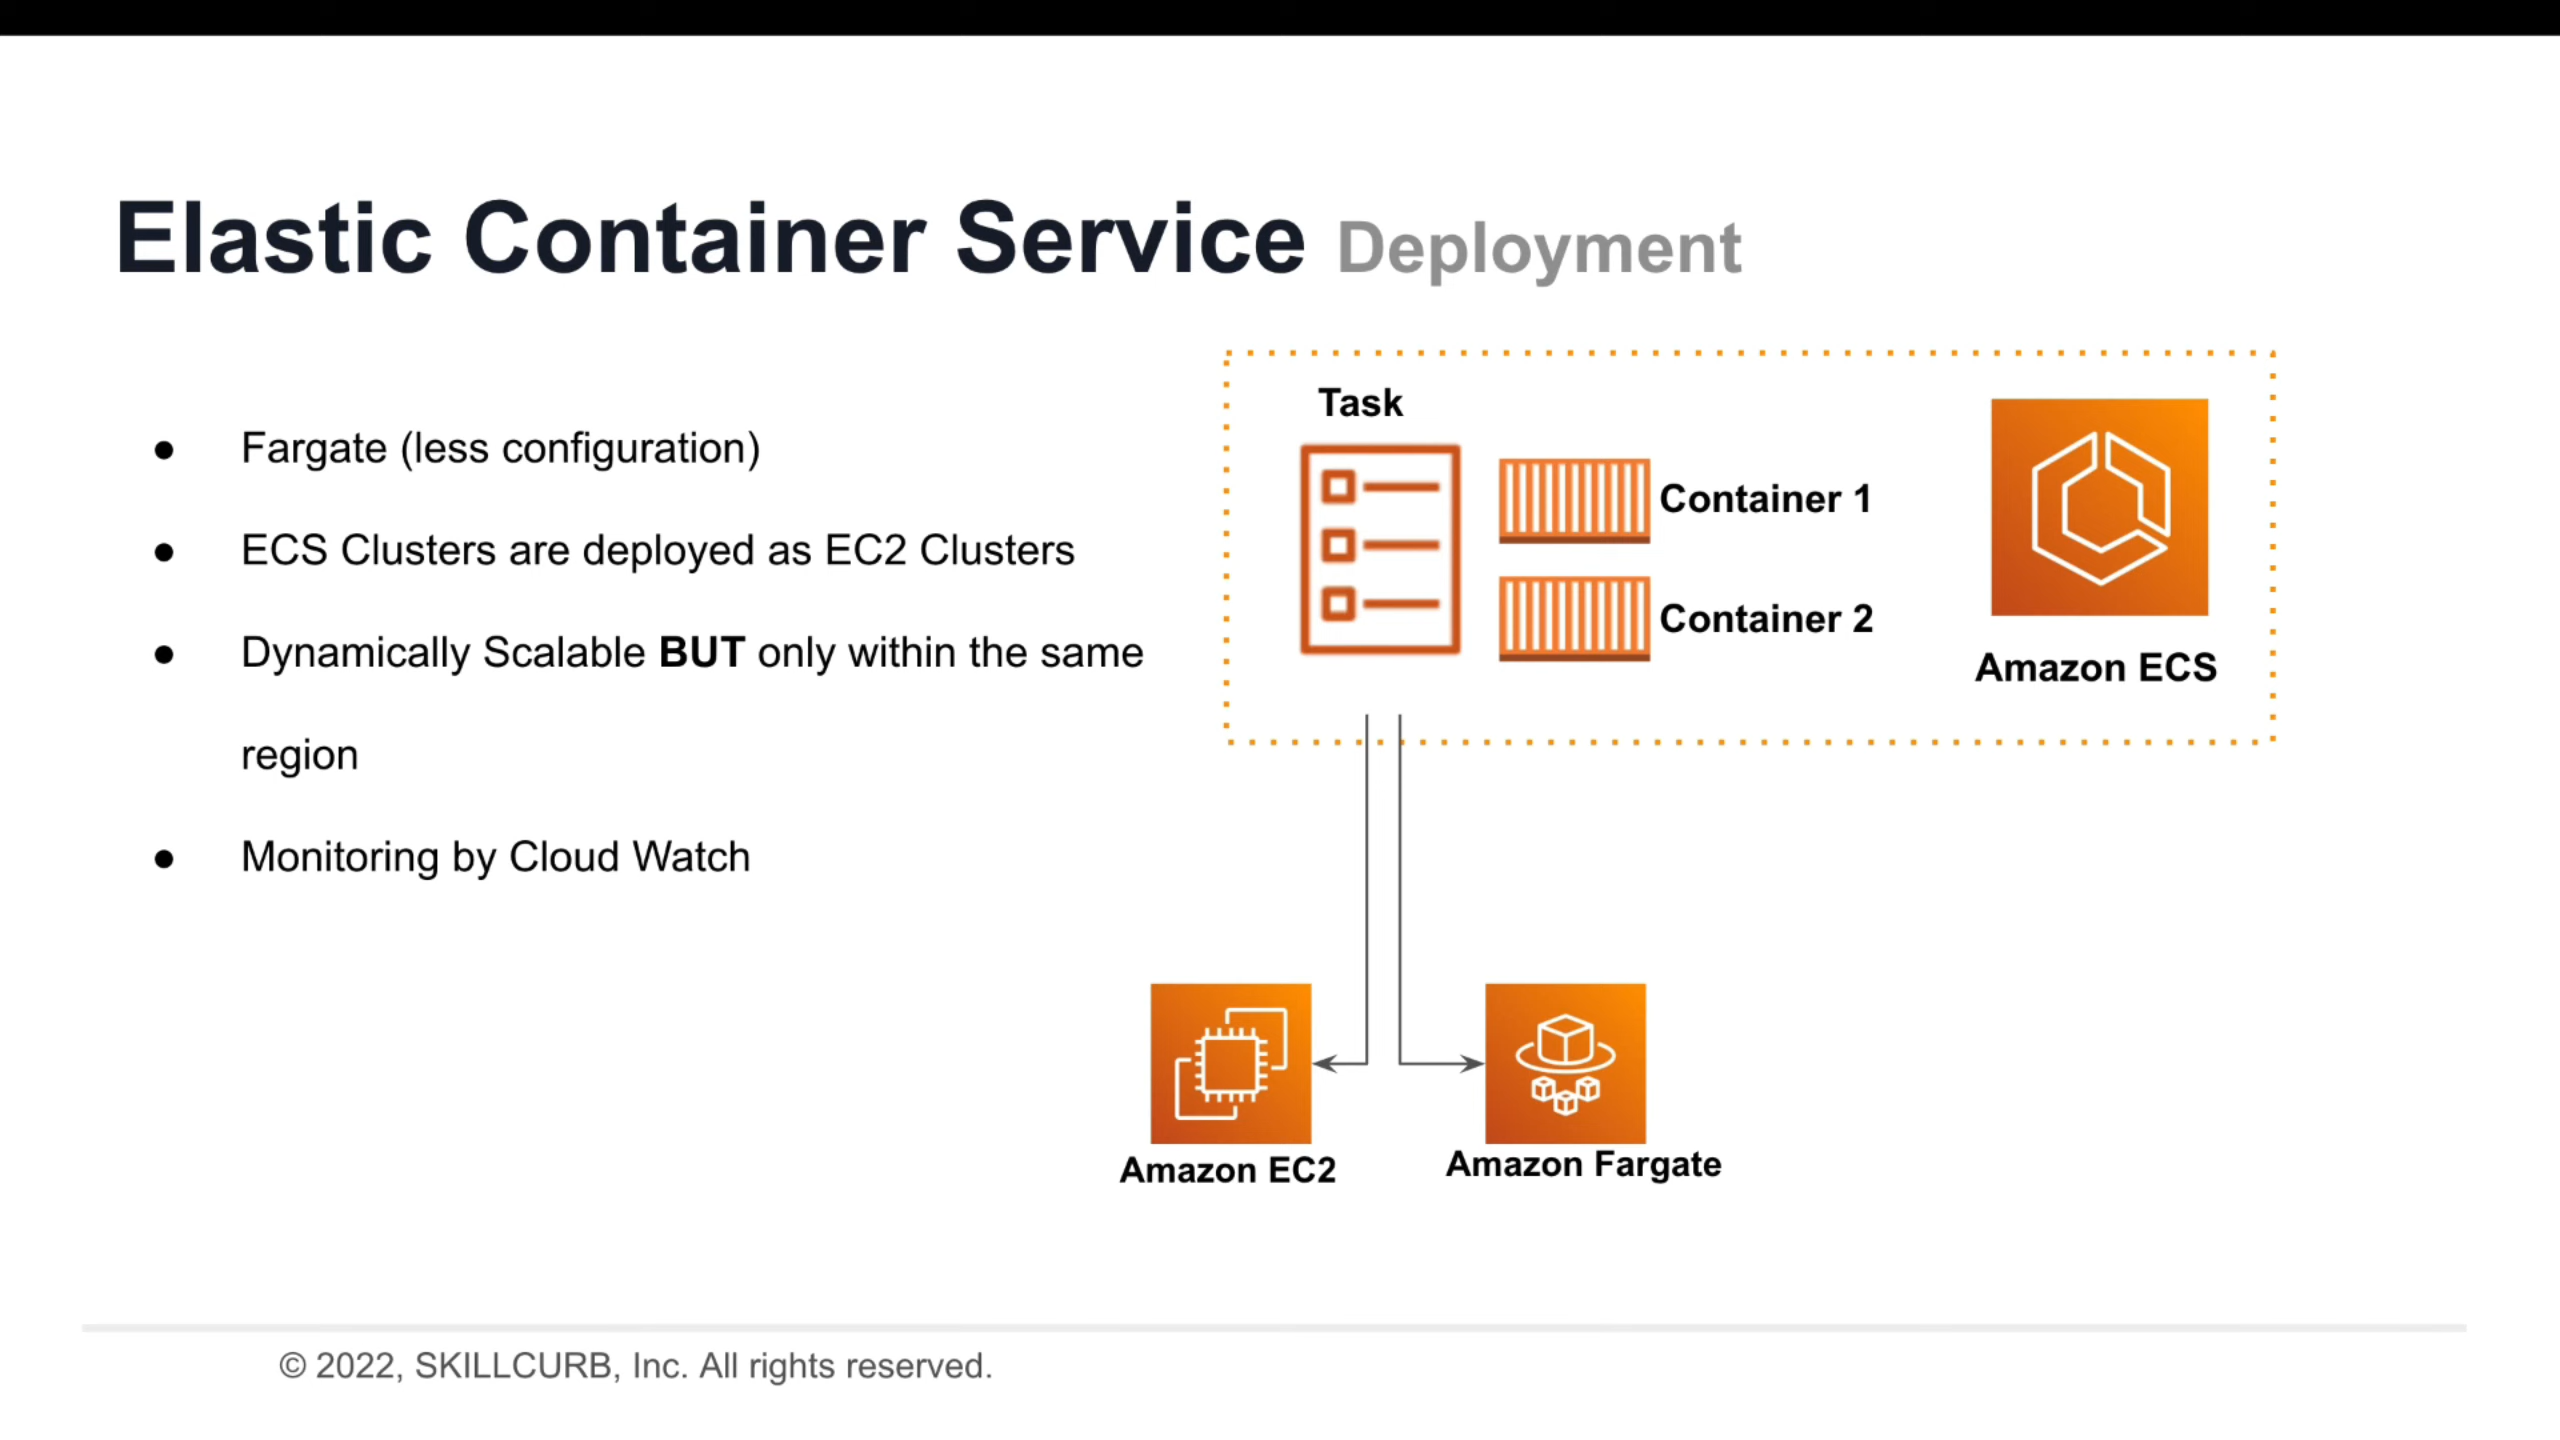 Elastic Container Service Deployment
● Fargate (less configuration)
● ECS Clusters are deployed as EC2 Clusters
● Dynamically Scalable BUT only within the same
region
● Monitoring by Cloud Watch
Task
Container 1
Container 2
Amazon ECS
Amazon EC2
Amazon Fargate
© 2022, SKILLCURB, Inc. All rights reserved.